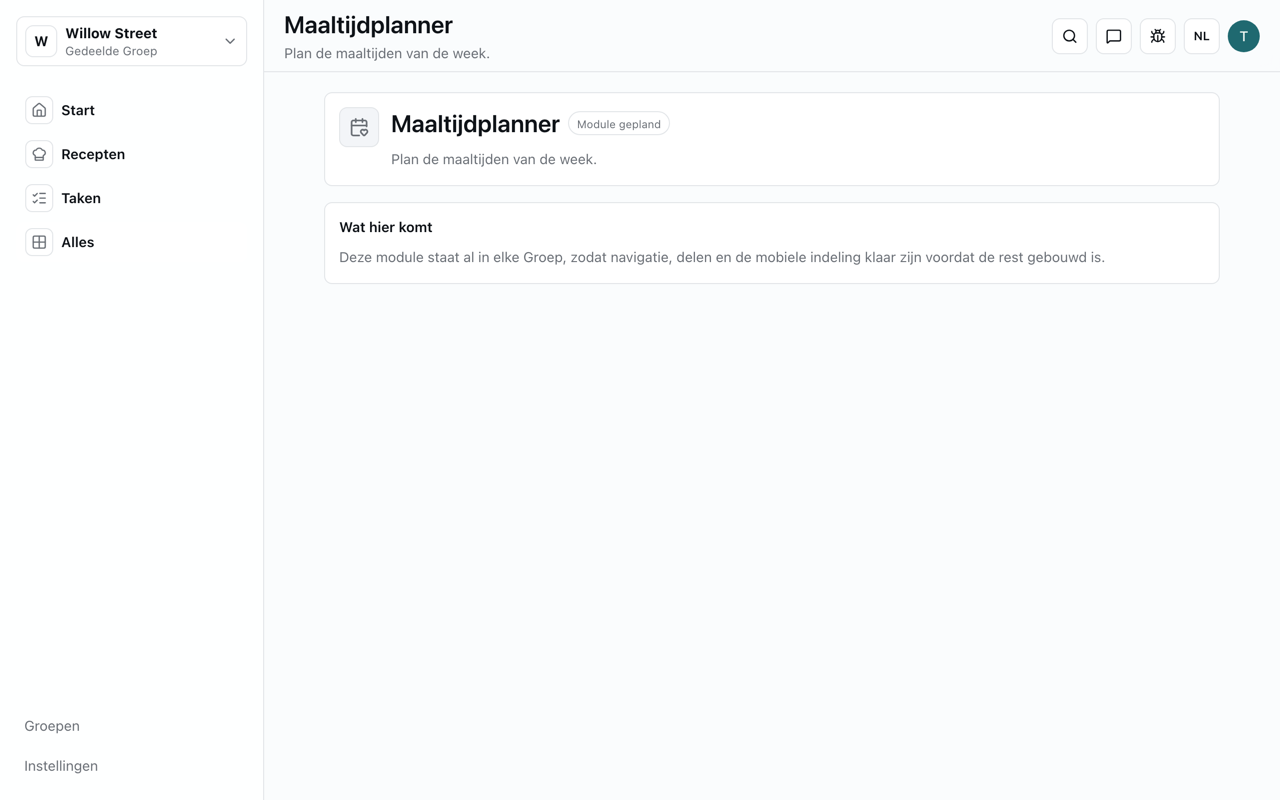 W
Willow Street
Gedeelde Groep
Start
Recepten
Taken
Alles
Groepen
Instellingen
Maaltijdplanner
Plan de maaltijden van de week.
NL
T
Maaltijdplanner
Module gepland
Plan de maaltijden van de week.
Wat hier komt
Deze module staat al in elke Groep, zodat navigatie, delen en de mobiele indeling klaar zijn voordat de rest gebouwd is.